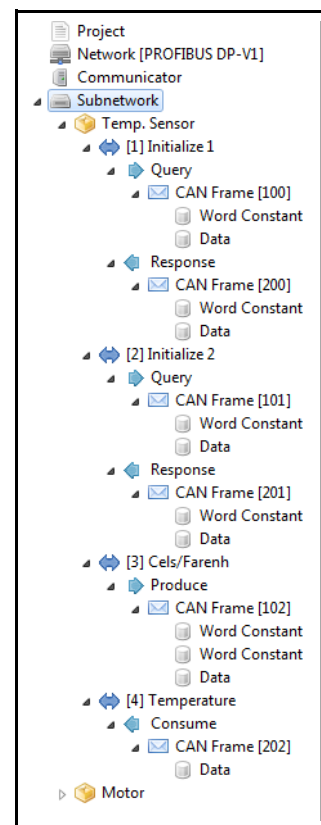 Project
Network [PROFIBUS DP-V1]
Communicator
Subnetwork
Temp. Sensor
[1] Initialize 1
Query
CAN Frame [100]
Word Constant
Data
Response
CAN Frame [200]
Word Constant
Data
[2] Initialize 2
Query
CAN Frame [101]
Word Constant
Data
Response
CAN Frame [201]
Word Constant
Data
[3] Cels/Farenh
Produce
CAN Frame [102]
Word Constant
Word Constant
Data
[4] Temperature
Consume
CAN Frame [202]
Data
Motor